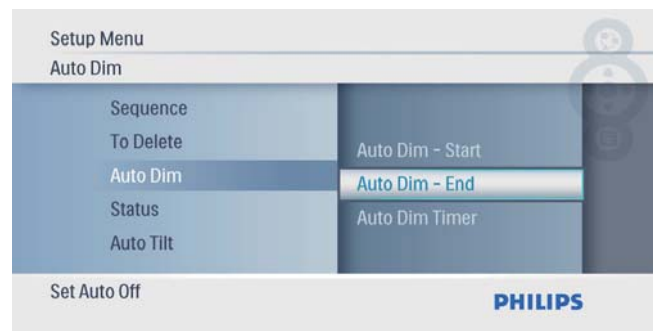 Setup Menu
Auto Dim
Sequence
To Delete
Auto Dim
Status
Auto Tilt
Auto Dim - Start
Auto Dim - End
Auto Dim Timer
Set Auto Off
PHILIPS